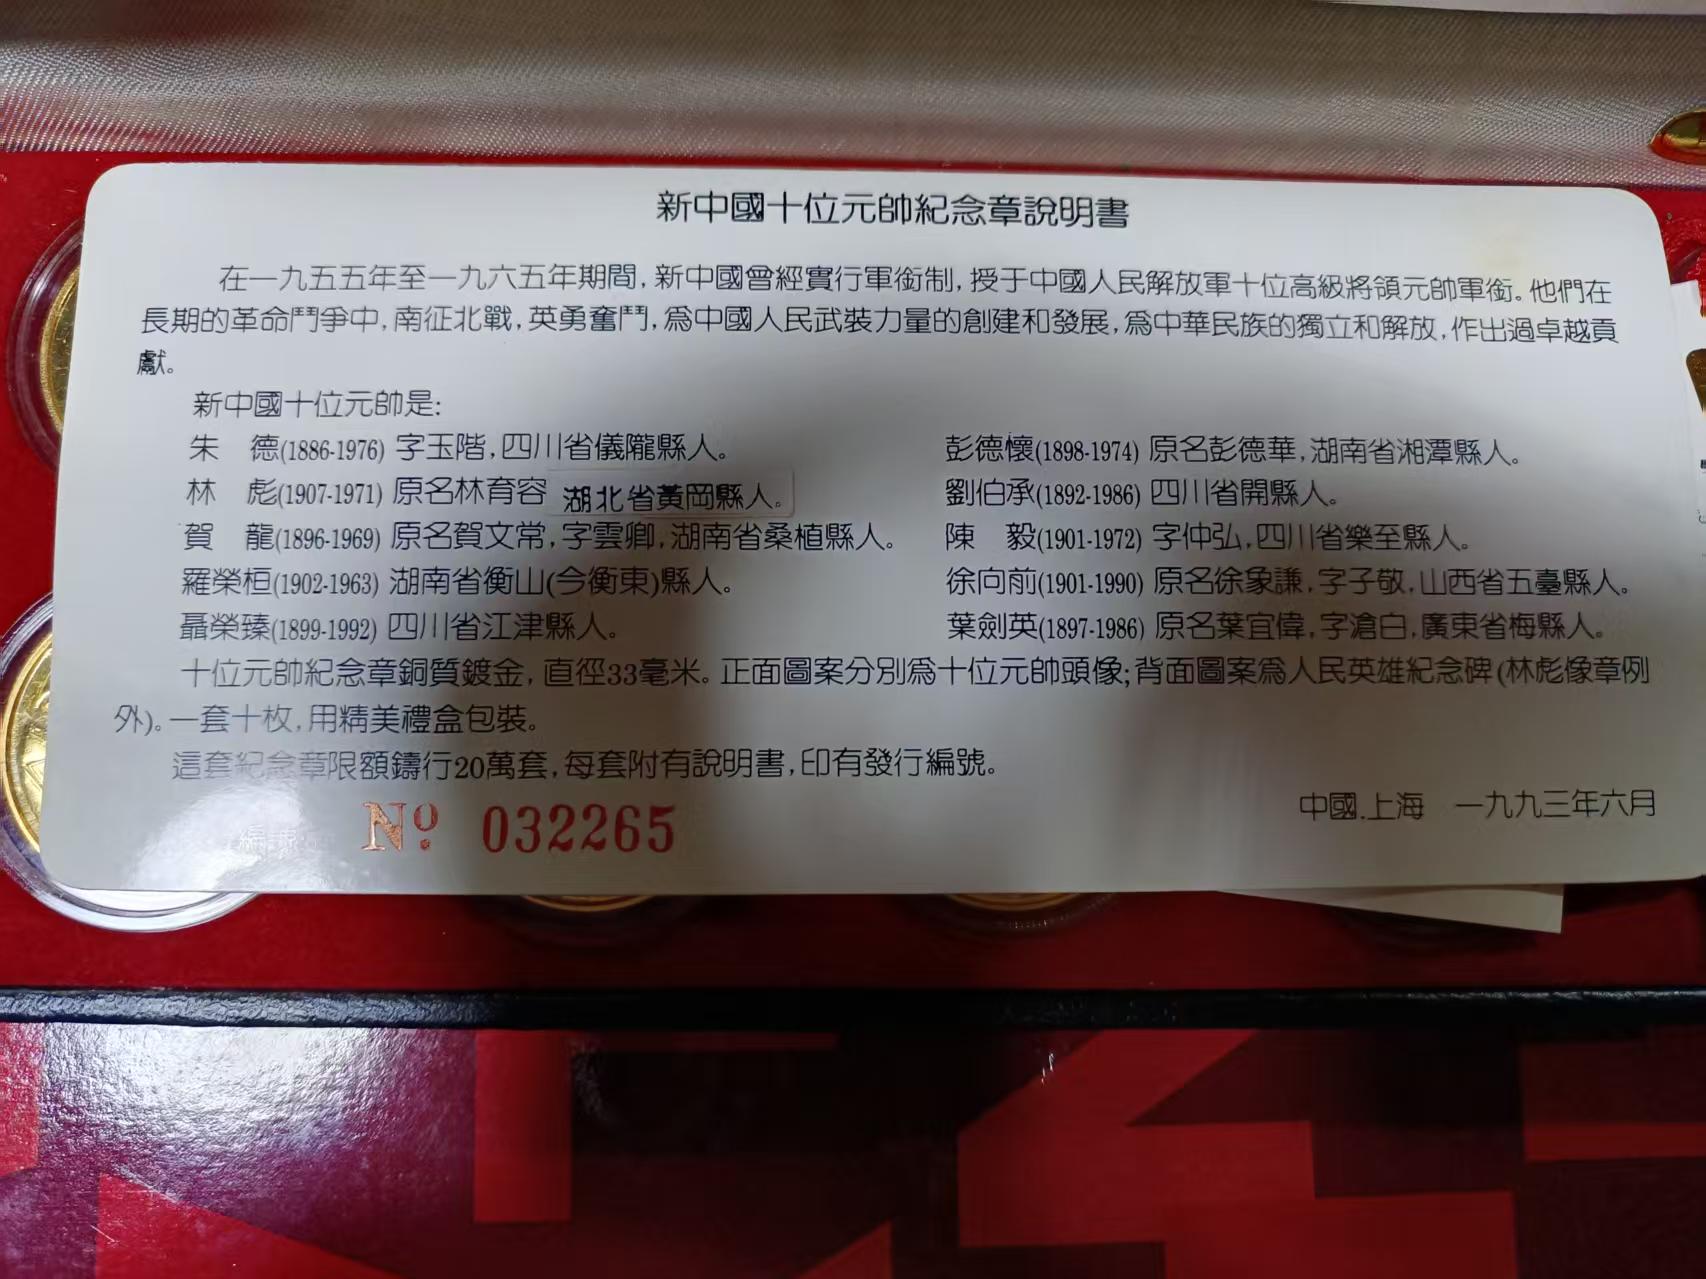 新中國十位元帥紀念章說明書
在一九五五年至一九六五年期間,新中國曾經實行軍銜制,授于中國人民解放軍十位高級將領元帥軍銜。他們在
長期的革命鬥爭中,南征北戰,英勇奮鬥,爲中國人民武裝力量的創建和發展,爲中華民族的獨立和解放,作出過卓越貢
獻。
新中國十位元帥是:
朱　德(1886-1976) 字玉階,四川省儀隴縣人。
彭德懷(1898-1974) 原名彭德華,湖南省湘潭縣人。
林　彪(1907-1971) 原名林育容 湖北省黃岡縣人。
劉伯承(1892-1986) 四川省開縣人。
賀　龍(1896-1969) 原名賀文常,字雲卿,湖南省桑植縣人。
陳　毅(1901-1972) 字仲弘,四川省樂至縣人。
羅榮桓(1902-1963) 湖南省衡山(今衡東)縣人。
徐向前(1901-1990) 原名徐象謙,字子敬,山西省五臺縣人。
聶榮臻(1899-1992) 四川省江津縣人。
葉劍英(1897-1986) 原名葉宜偉,字滄白,廣東省梅縣人。
十位元帥紀念章銅質鍍金,直徑33毫米。正面圖案分別爲十位元帥頭像;背面圖案爲人民英雄紀念碑(林彪像章例
外)。一套十枚,用精美禮盒包裝。
這套紀念章限額鑄行20萬套,每套附有說明書,印有發行編號。
中國.上海　一九九三年六月
編號: Nº 032265